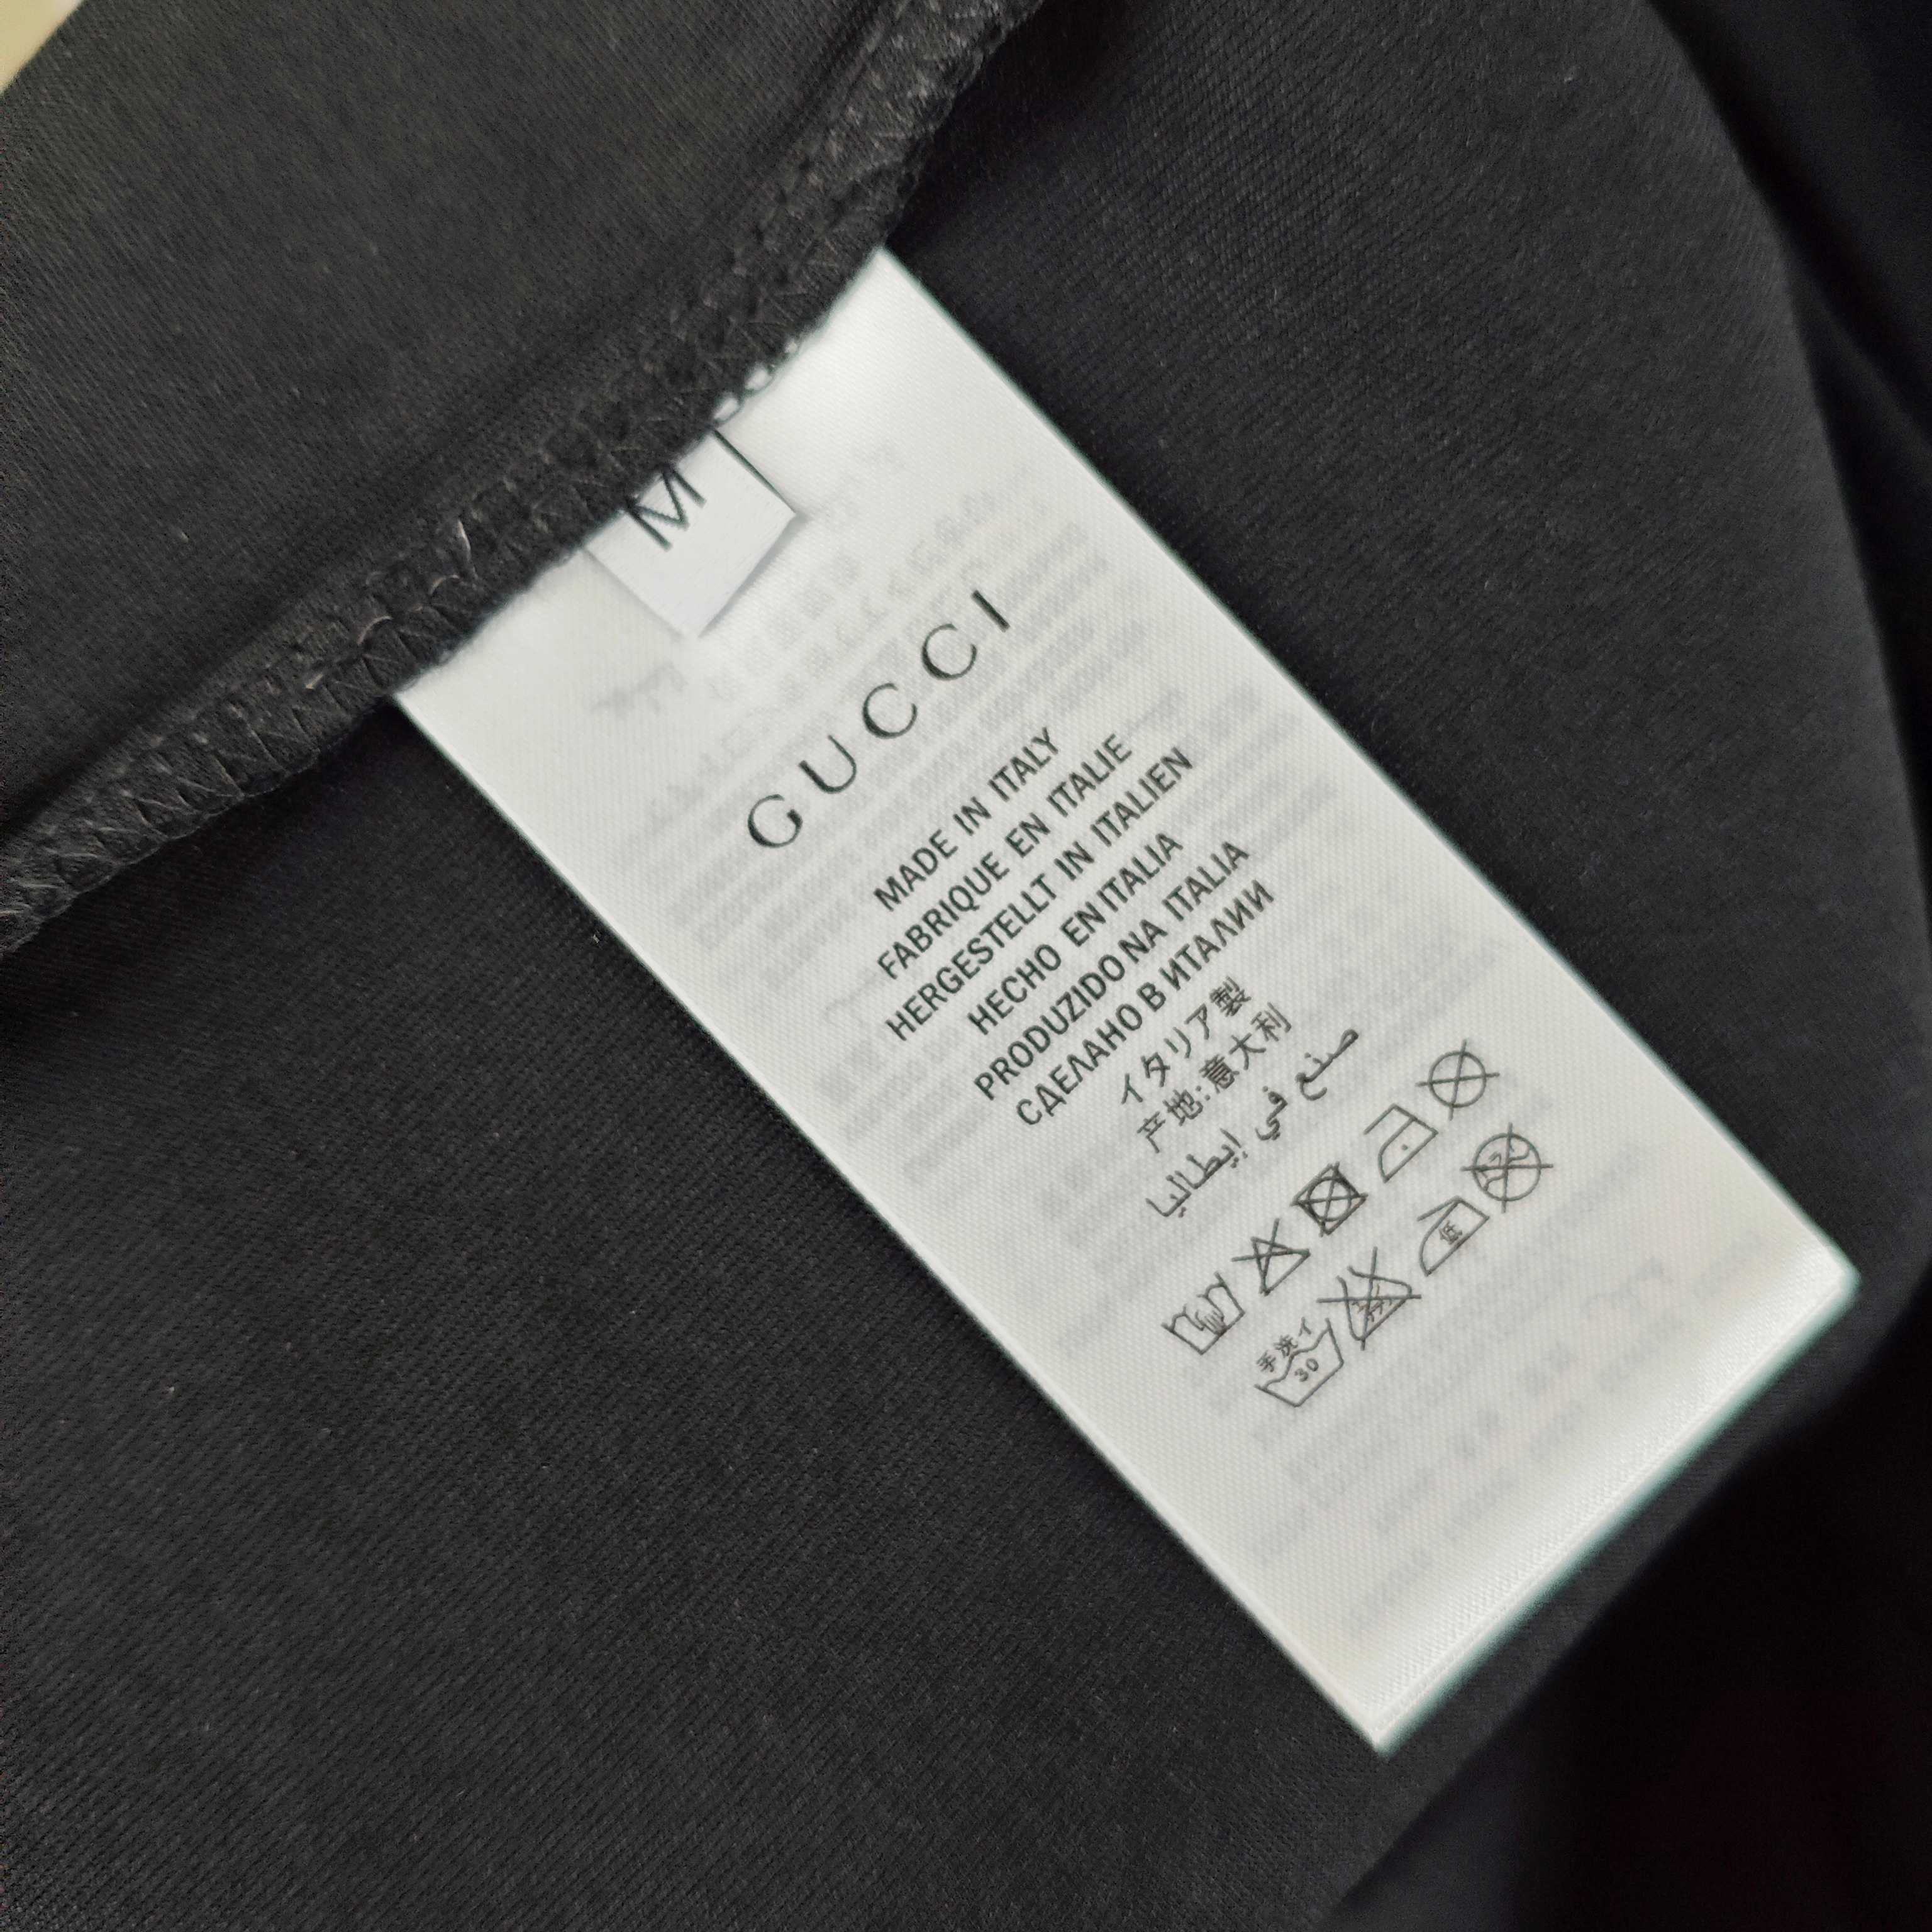 M
GUCCI
MADE IN ITALY
FABRIQUE EN ITALIE
HERGESTELLT IN ITALIEN
HECHO EN ITALIA
PRODUZIDO NA ITALIA
СДЕЛАНО В ИТАЛИИ
イタリア製
产地:意大利
صنع في إيطاليا
低
手洗イ
30